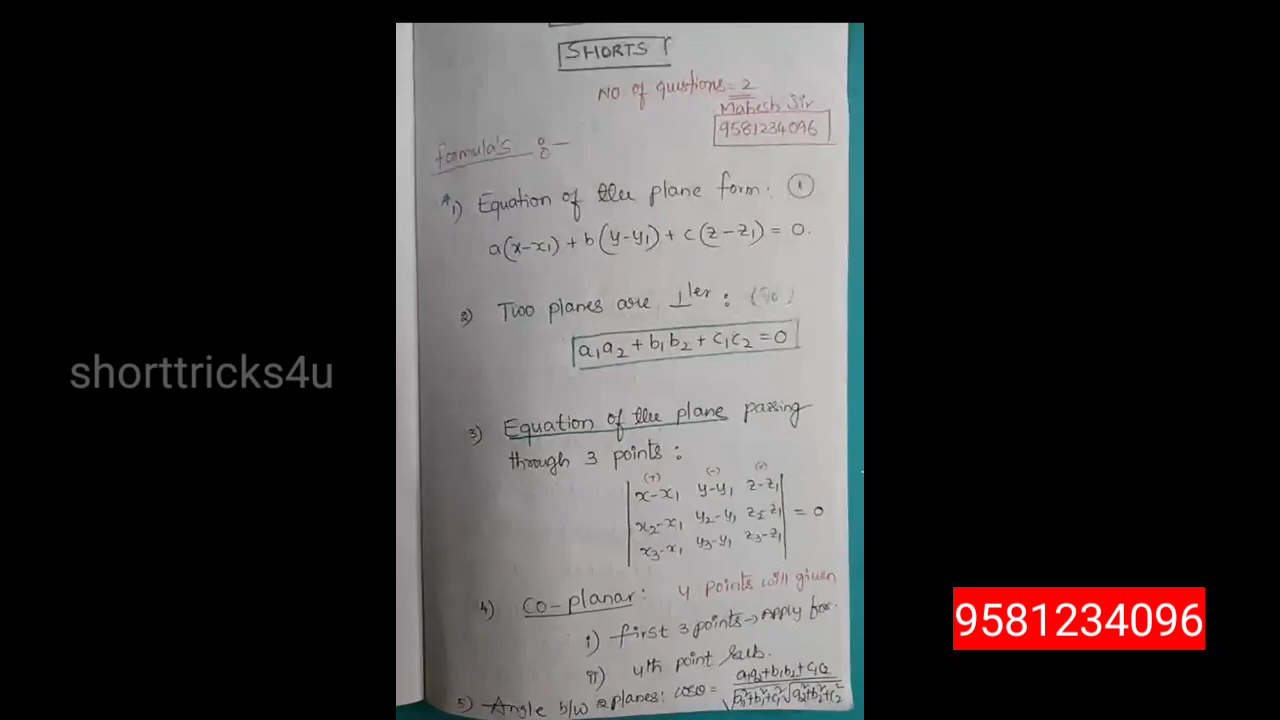 SHORTS
No of questions = 2
Mahesh Sir
9581234096
formula's :-
*1) Equation of the plane form: ①
a(x-x₁) + b(y-y₁) + c(z-z₁) = 0.
2) Two planes are ⊥ler :
a₁a₂ + b₁b₂ + c₁c₂ = 0
3) Equation of the plane passing
through 3 points :
(+) (-) (+)
x-x₁ y-y₁ z-z₁
x₂-x₁ y₂-y₁ z₂-z₁ = 0
x₃-x₁ y₃-y₁ z₃-z₁
4) Co-planar: 4 points will given
i) first 3 points → Apply for.
ii) 4th point sub.
5) Angle b/w 2 planes: cosθ = a₁a₂+b₁b₂+c₁c₂ / √a₁²+b₁²+c₁² √a₂²+b₂²+c₂²
shorttricks4u
9581234096